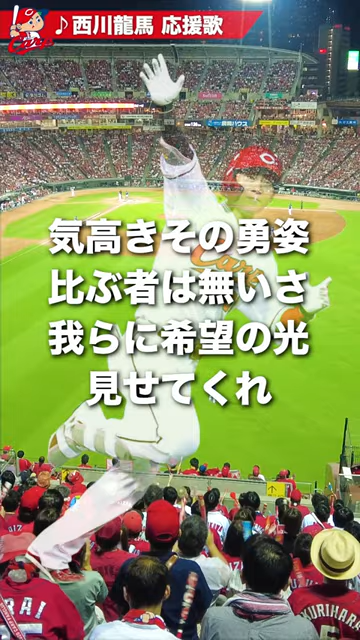 ♪西川龍馬 応援歌
気高きその勇姿
比ぶ者は無いさ
我らに希望の光
見せてくれ